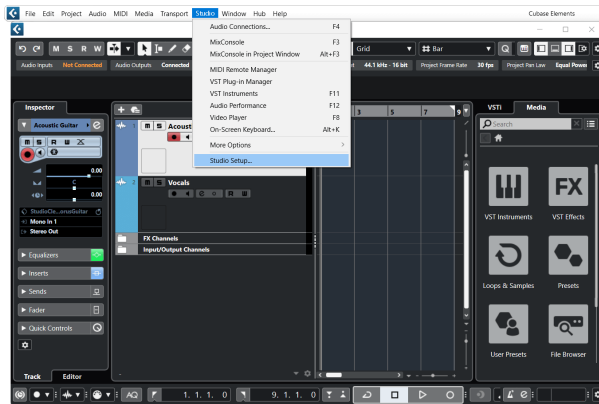 File Edit Project Audio MIDI Media Transport Studio Window Hub Help Cubase Elements
M S R W Grid # Bar Q
Audio Inputs Not Connected Audio Outputs Connected 44.1 kHz - 16 bit Project Frame Rate 30 fps Project Pan Law Equal Power
Audio Connections... F4
MixConsole F3
MixConsole in Project Window Alt+F3
MIDI Remote Manager
VST Plug-in Manager
VST Instruments F11
Audio Performance F12
Video Player F8
On-Screen Keyboard... Alt+K
More Options
Studio Setup...
Inspector
Acoustic Guitar
M S R W
0.00
C
0.00
StudioCo...onusGuitar
Mono In 1
Stereo Out
Equalizers
Inserts
Sends
Fader
Quick Controls
Track Editor
1 M S Acoust
2 M S Vocals
R W
FX Channels
Input/Output Channels
3 5 7 9
VSTi Media
Search
VST Instruments
FX
VST Effects
Loops & Samples
Presets
User Presets
File Browser
AQ 1. 1. 1. 0 9. 1. 1. 0